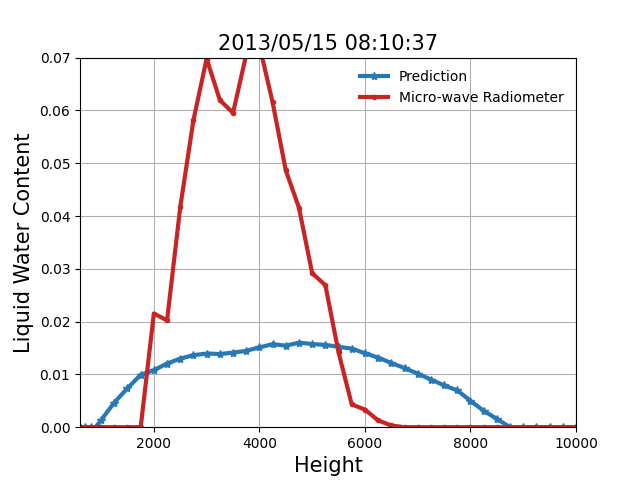 2013/05/15 08:10:37
Prediction
Micro-wave Radiometer
Liquid Water Content
0.07
0.06
0.05
0.04
0.03
0.02
0.01
0.00
2000 4000 6000 8000 10000
Height